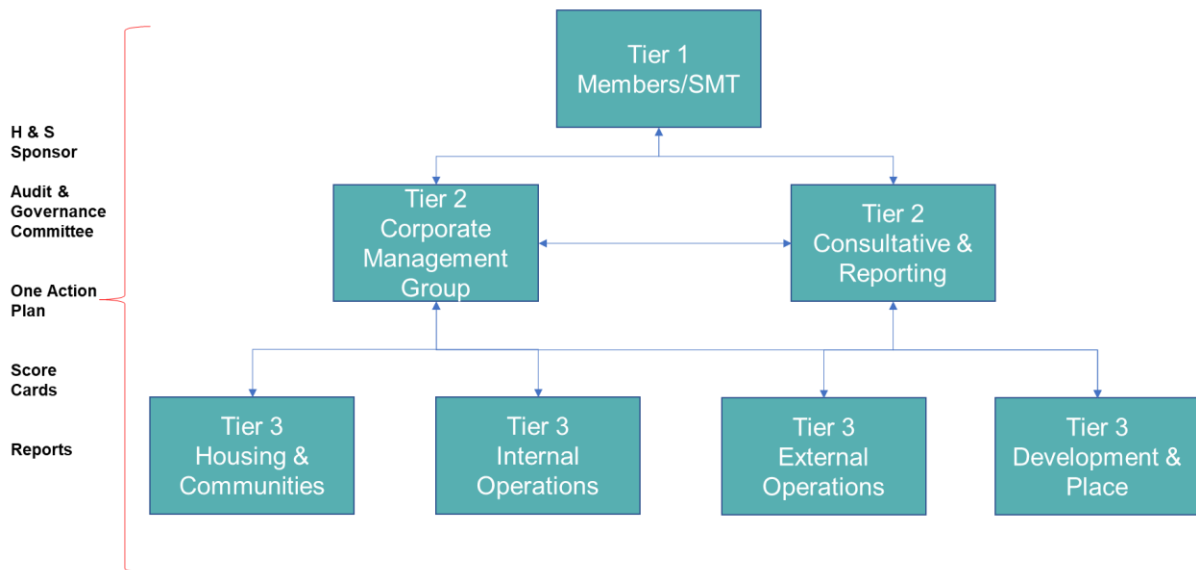 Tier 1
Members/SMT
H & S
Sponsor
Audit &
Governance
Committee
One Action
Plan
Score
Cards
Reports
Tier 2
Corporate
Management
Group
Tier 2
Consultative &
Reporting
Tier 3
Housing &
Communities
Tier 3
Internal
Operations
Tier 3
External
Operations
Tier 3
Development &
Place